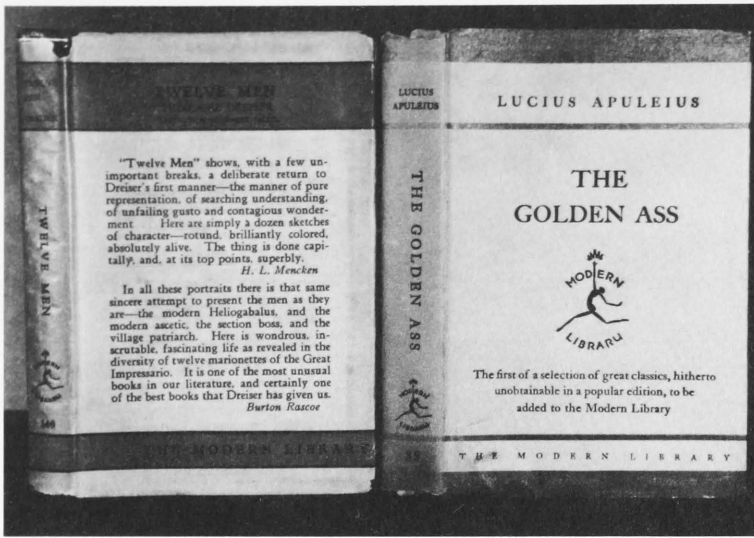 TWELVE MEN
TWELVE MEN
146
"Twelve Men" shows, with a few un-
important breaks, a deliberate return to
Dreiser's first manner—the manner of pure
representation, of searching understanding,
of unfailing gusto and contagious wonder-
ment Here are simply a dozen sketches
of character—rotund, brilliantly colored,
absolutely alive. The thing is done capi-
tally, and, at its top points, superbly.
H. L. Mencken
In all these portraits there is that same
sincere attempt to present the men as they
are—the modern Heliogabalus, and the
modern ascetic, the section boss, and the
village patriarch. Here is wondrous, in-
scrutable, fascinating life as revealed in the
diversity of twelve marionettes of the Great
Impressario. It is one of the most unusual
books in our literature, and certainly one
of the best books that Dreiser has given us.
Burton Rascoe
THE MODERN LIBRARY
LUCIUS
APULEIUS
THE GOLDEN ASS
MODERN
LIBRARY
88
LUCIUS APULEIUS
THE
GOLDEN ASS
MODERN
LIBRARY
The first of a selection of great classics, hitherto
unobtainable in a popular edition, to be
added to the Modern Library
THE MODERN LIBRARY